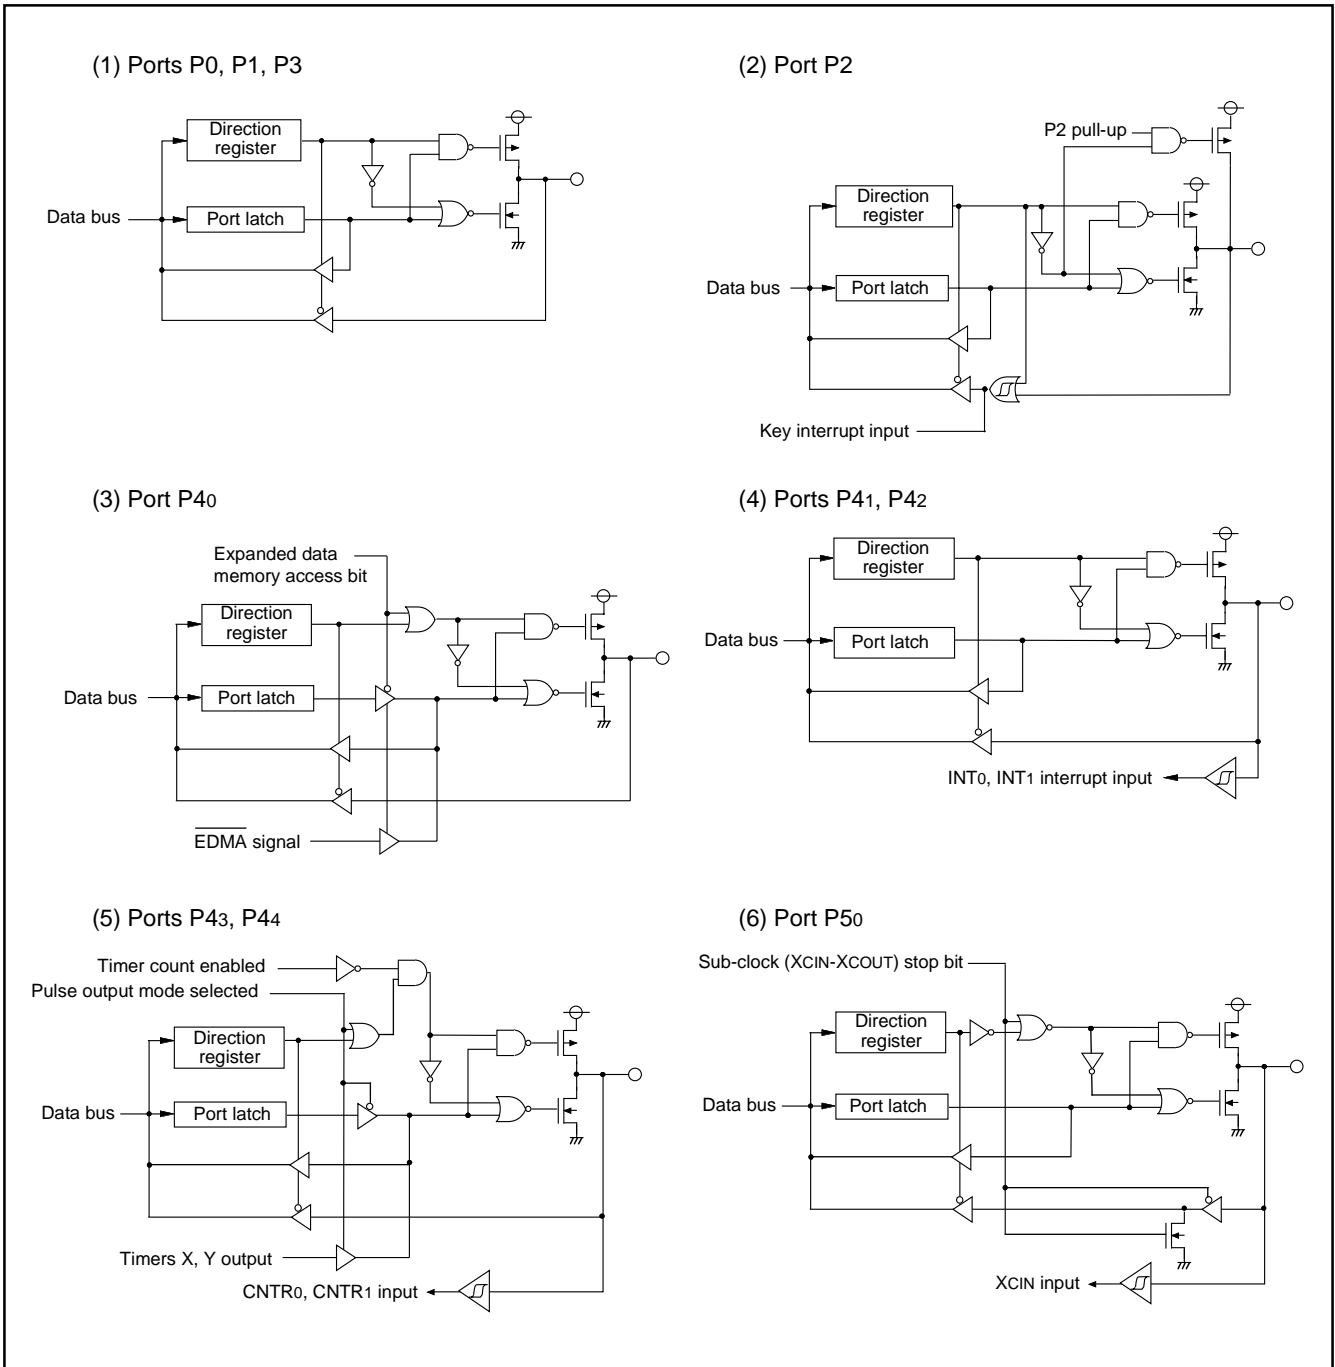 (1) Ports P0, P1, P3
Direction
register
Data bus
Port latch
(2) Port P2
P2 pull-up
Direction
register
Data bus
Port latch
Key interrupt input
(3) Port P40
Expanded data
memory access bit
Direction
register
Data bus
Port latch
EDMA signal
(4) Ports P41, P42
Direction
register
Data bus
Port latch
INT0, INT1 interrupt input
(5) Ports P43, P44
Timer count enabled
Pulse output mode selected
Direction
register
Data bus
Port latch
Timers X, Y output
CNTR0, CNTR1 input
(6) Port P50
Sub-clock (XCIN-XCOUT) stop bit
Direction
register
Data bus
Port latch
XCIN input